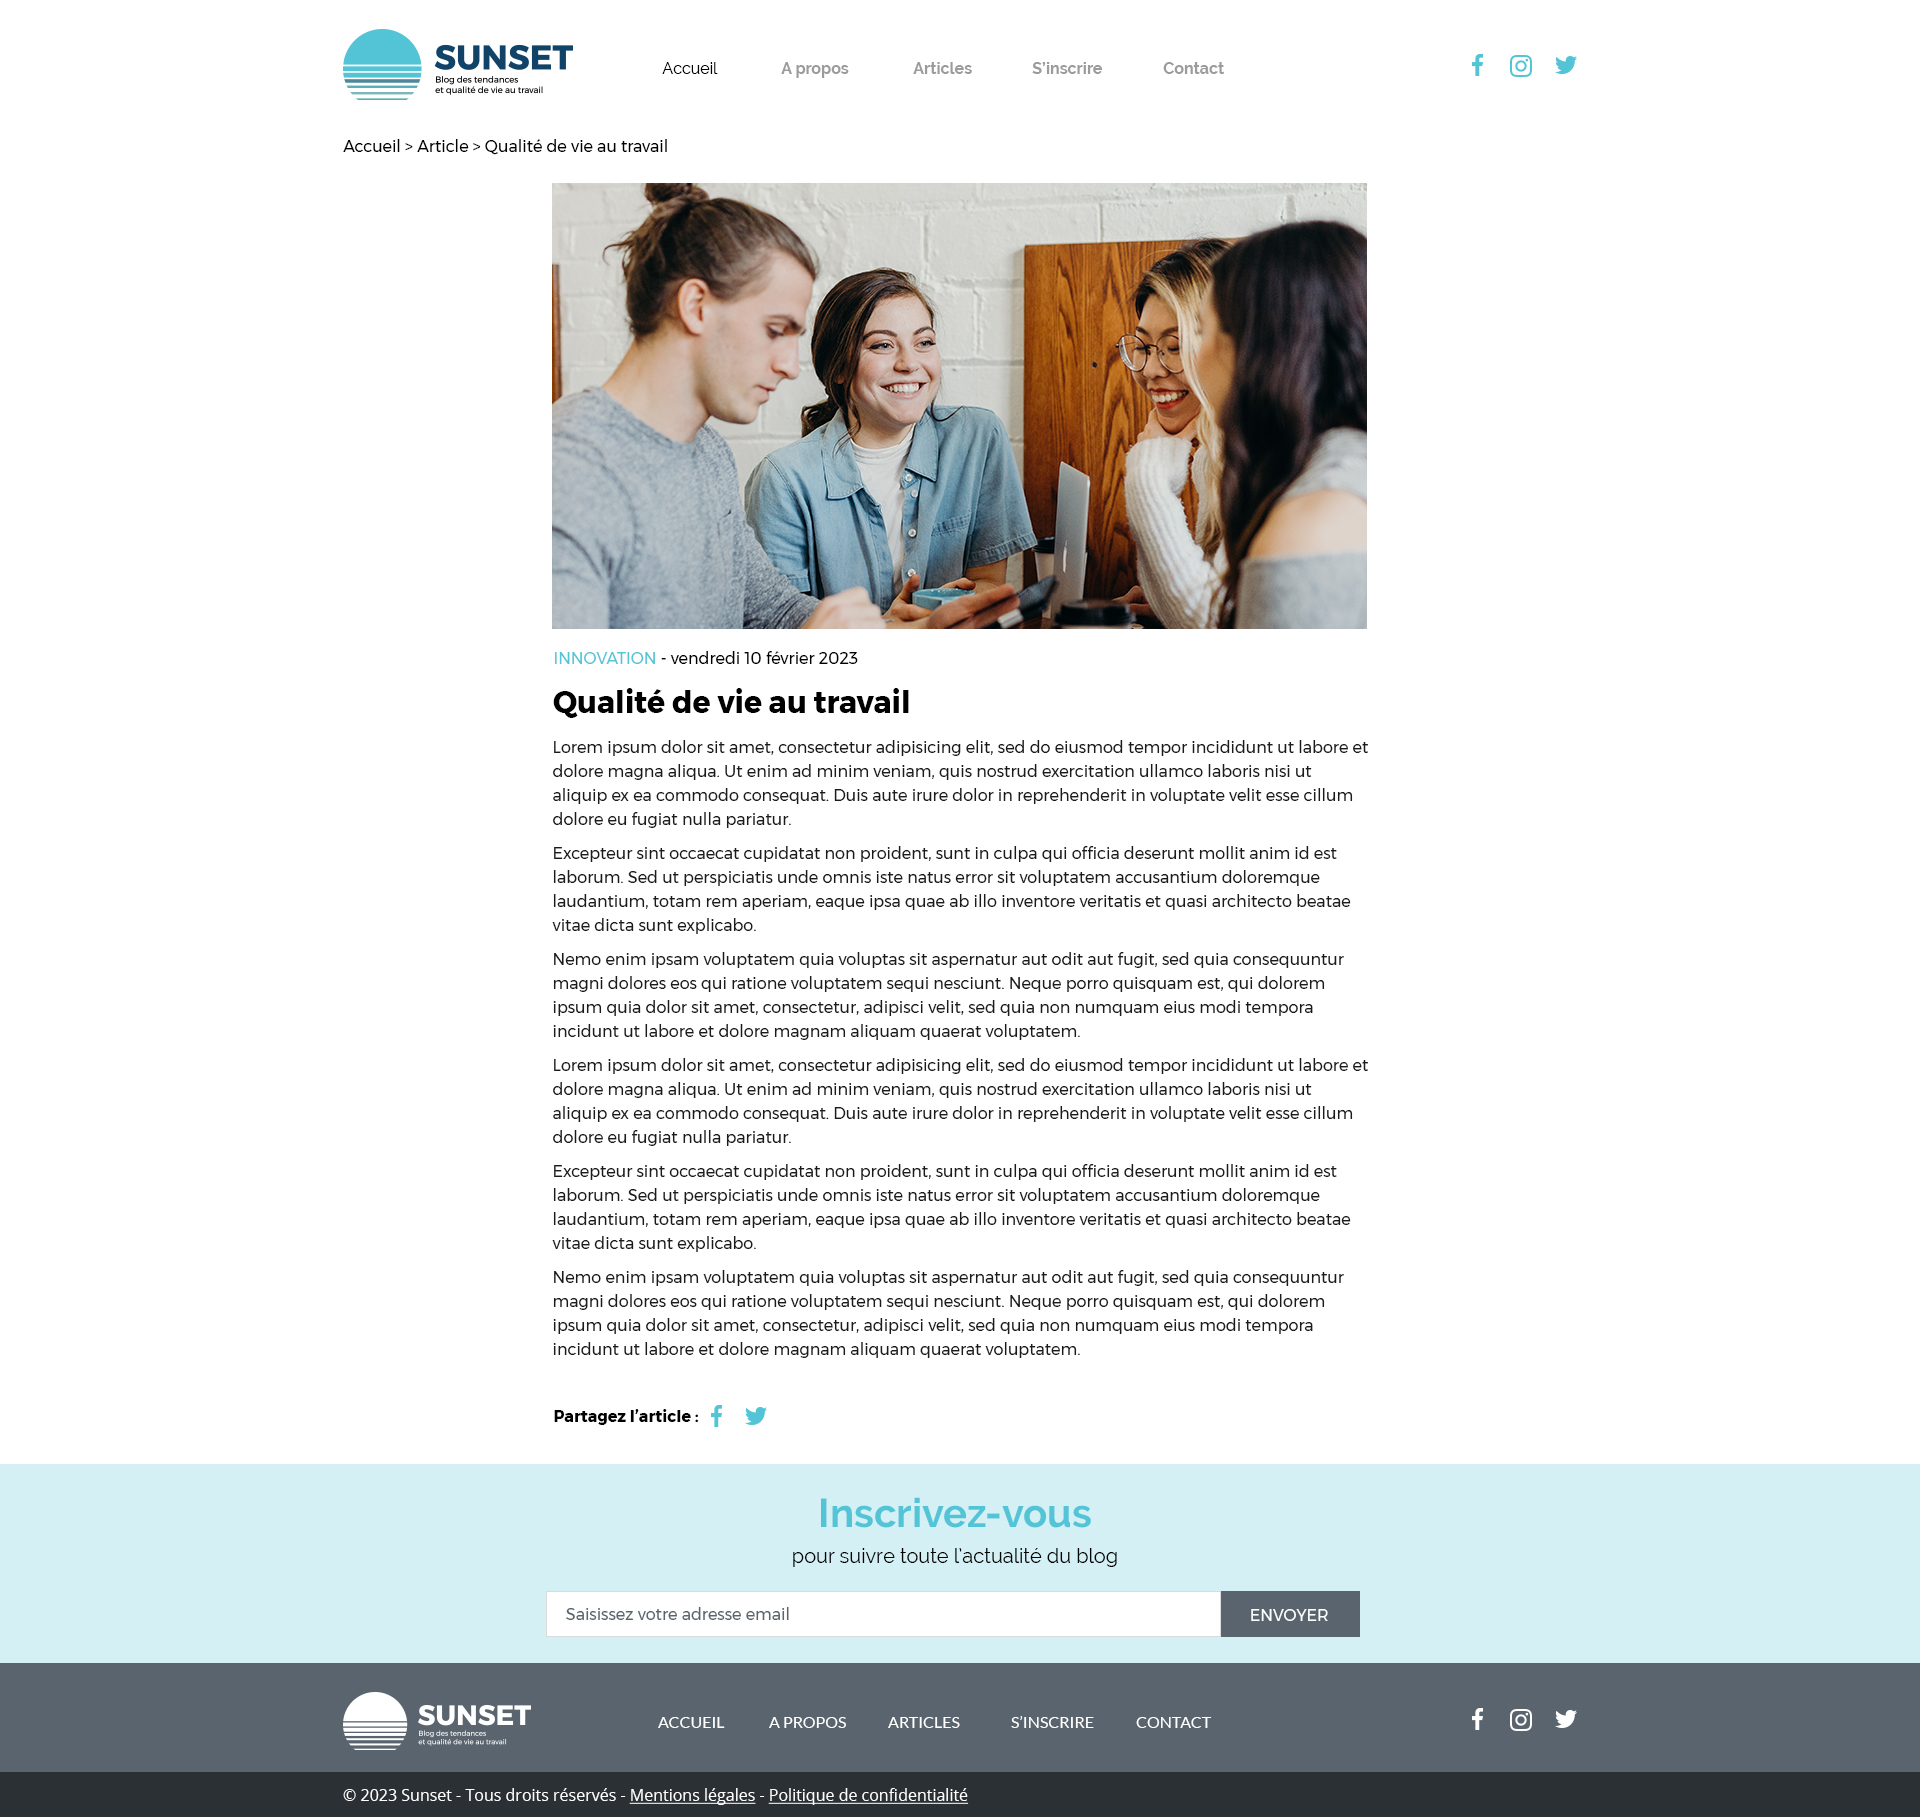 SUNSET
Blog des tendances
et qualité de vie au travail
Accueil A propos Articles S’inscrire Contact
Accueil > Article > Qualité de vie au travail
INNOVATION - vendredi 10 février 2023
Qualité de vie au travail
Lorem ipsum dolor sit amet, consectetur adipisicing elit, sed do eiusmod tempor incididunt ut labore et
dolore magna aliqua. Ut enim ad minim veniam, quis nostrud exercitation ullamco laboris nisi ut
aliquip ex ea commodo consequat. Duis aute irure dolor in reprehenderit in voluptate velit esse cillum
dolore eu fugiat nulla pariatur.
Excepteur sint occaecat cupidatat non proident, sunt in culpa qui officia deserunt mollit anim id est
laborum. Sed ut perspiciatis unde omnis iste natus error sit voluptatem accusantium doloremque
laudantium, totam rem aperiam, eaque ipsa quae ab illo inventore veritatis et quasi architecto beatae
vitae dicta sunt explicabo.
Nemo enim ipsam voluptatem quia voluptas sit aspernatur aut odit aut fugit, sed quia consequuntur
magni dolores eos qui ratione voluptatem sequi nesciunt. Neque porro quisquam est, qui dolorem
ipsum quia dolor sit amet, consectetur, adipisci velit, sed quia non numquam eius modi tempora
incidunt ut labore et dolore magnam aliquam quaerat voluptatem.
Lorem ipsum dolor sit amet, consectetur adipisicing elit, sed do eiusmod tempor incididunt ut labore et
dolore magna aliqua. Ut enim ad minim veniam, quis nostrud exercitation ullamco laboris nisi ut
aliquip ex ea commodo consequat. Duis aute irure dolor in reprehenderit in voluptate velit esse cillum
dolore eu fugiat nulla pariatur.
Excepteur sint occaecat cupidatat non proident, sunt in culpa qui officia deserunt mollit anim id est
laborum. Sed ut perspiciatis unde omnis iste natus error sit voluptatem accusantium doloremque
laudantium, totam rem aperiam, eaque ipsa quae ab illo inventore veritatis et quasi architecto beatae
vitae dicta sunt explicabo.
Nemo enim ipsam voluptatem quia voluptas sit aspernatur aut odit aut fugit, sed quia consequuntur
magni dolores eos qui ratione voluptatem sequi nesciunt. Neque porro quisquam est, qui dolorem
ipsum quia dolor sit amet, consectetur, adipisci velit, sed quia non numquam eius modi tempora
incidunt ut labore et dolore magnam aliquam quaerat voluptatem.
Partagez l’article :
Inscrivez-vous
pour suivre toute l’actualité du blog
Saisissez votre adresse email ENVOYER
SUNSET
Blog des tendances
et qualité de vie au travail
ACCUEIL A PROPOS ARTICLES S’INSCRIRE CONTACT
© 2023 Sunset - Tous droits réservés - Mentions légales - Politique de confidentialité